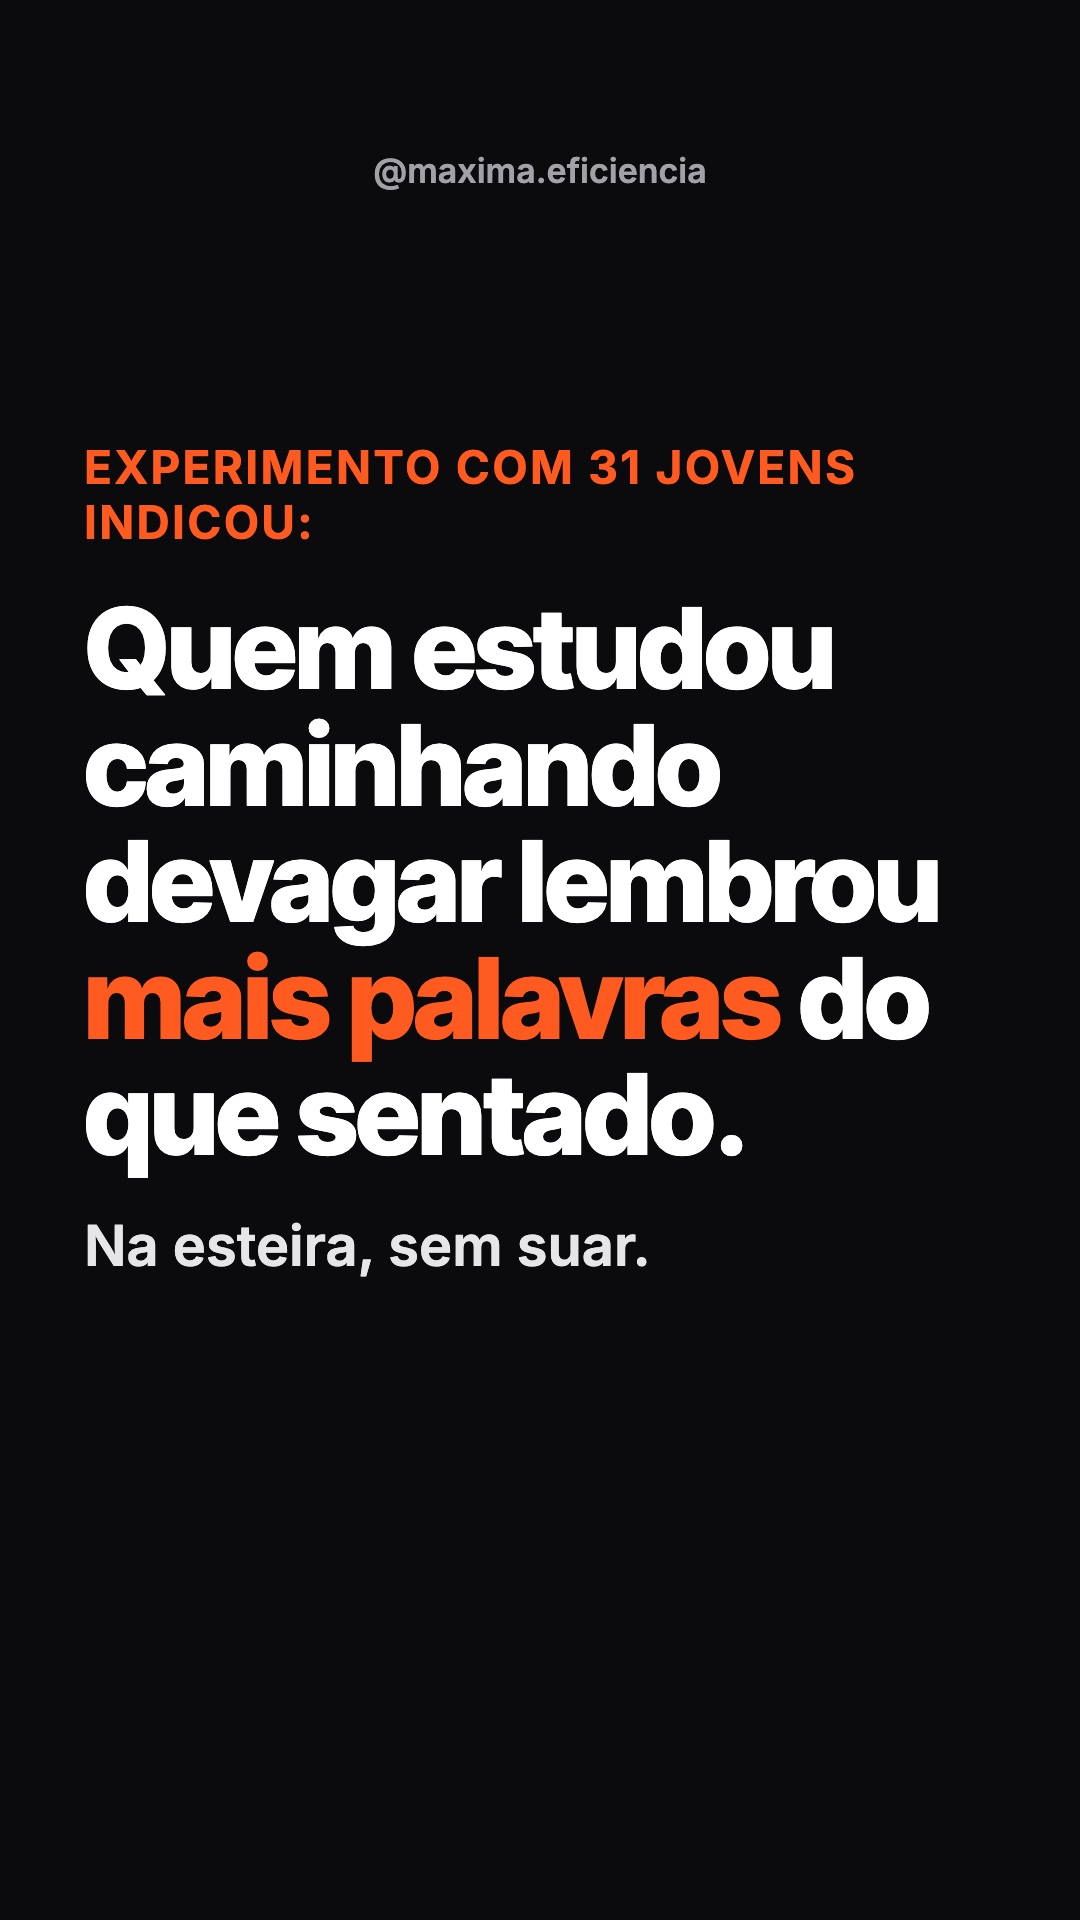 @maxima.eficiencia
EXPERIMENTO COM 31 JOVENS
INDICOU:
Quem estudou
caminhando
devagar lembrou
mais palavras do
que sentado.
Na esteira, sem suar.